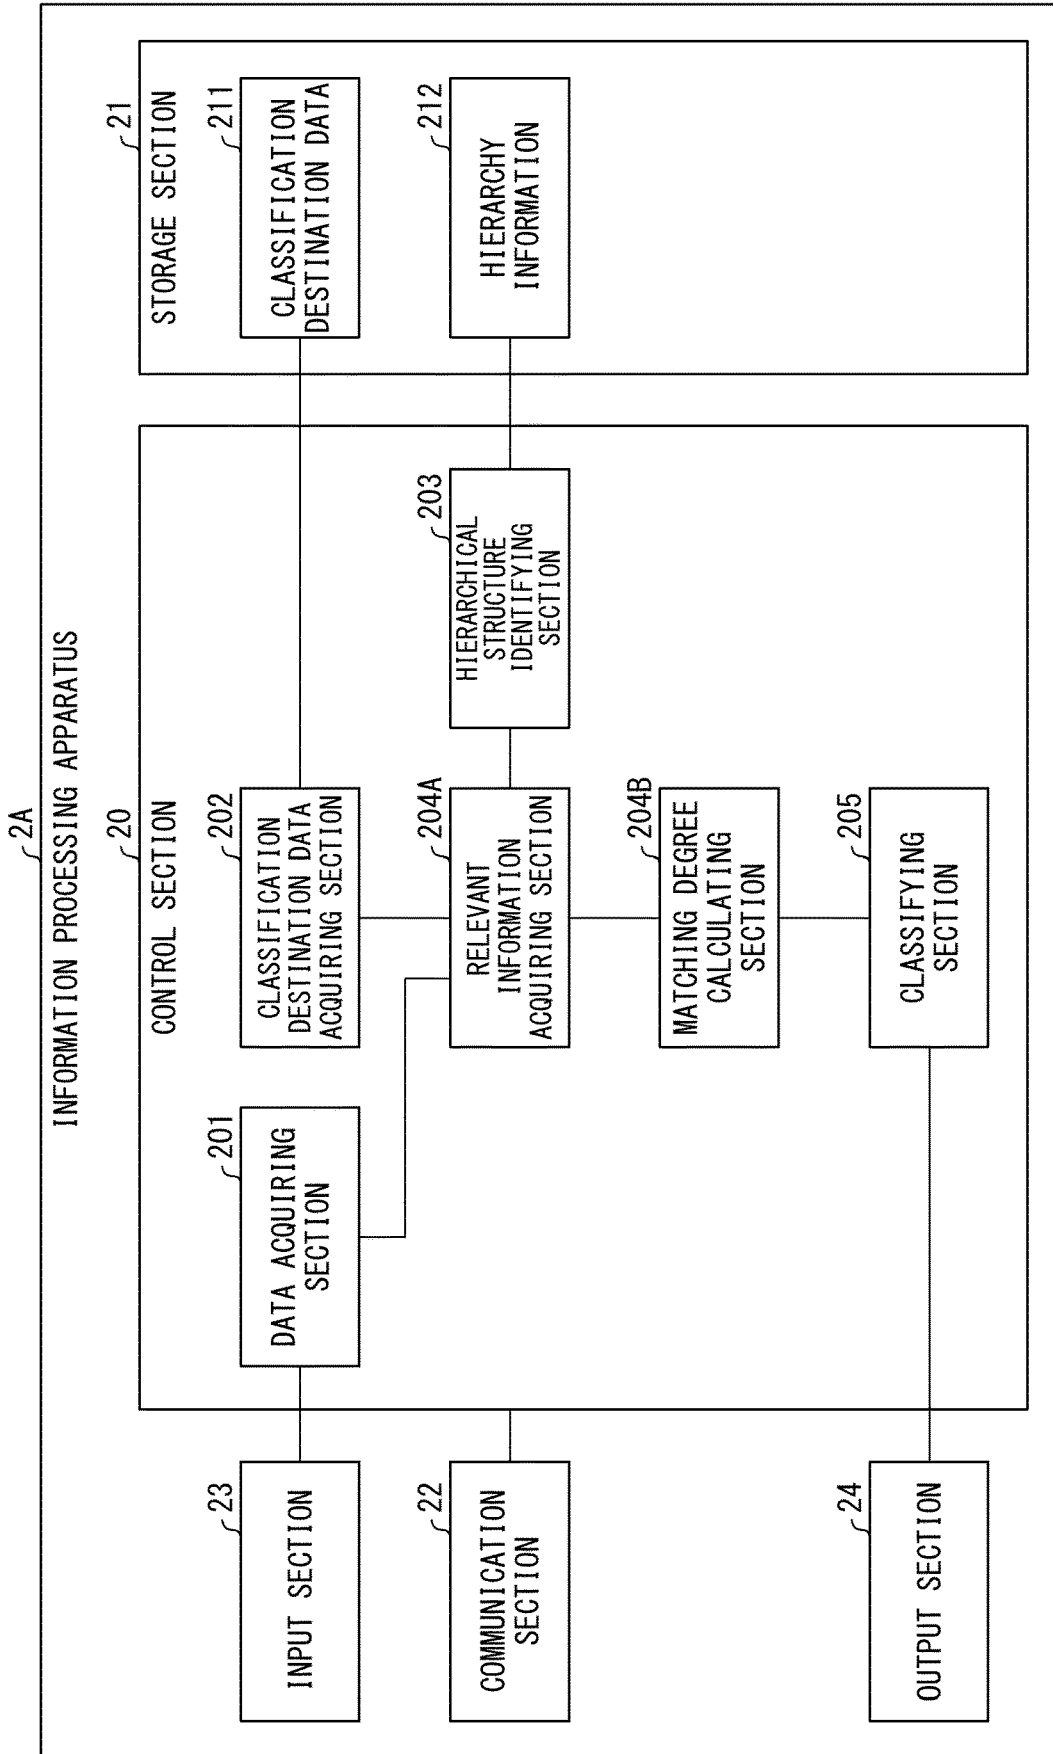 2A
INFORMATION PROCESSING APPARATUS
20
CONTROL SECTION
21
STORAGE SECTION
23
INPUT SECTION
201
DATA ACQUIRING
SECTION
202
CLASSIFICATION
DESTINATION DATA
ACQUIRING SECTION
211
CLASSIFICATION
DESTINATION DATA
22
COMMUNICATION
SECTION
204A
RELEVANT
INFORMATION
ACQUIRING SECTION
203
HIERARCHICAL
STRUCTURE
IDENTIFYING
SECTION
212
HIERARCHY
INFORMATION
204B
MATCHING DEGREE
CALCULATING
SECTION
24
OUTPUT SECTION
205
CLASSIFYING
SECTION